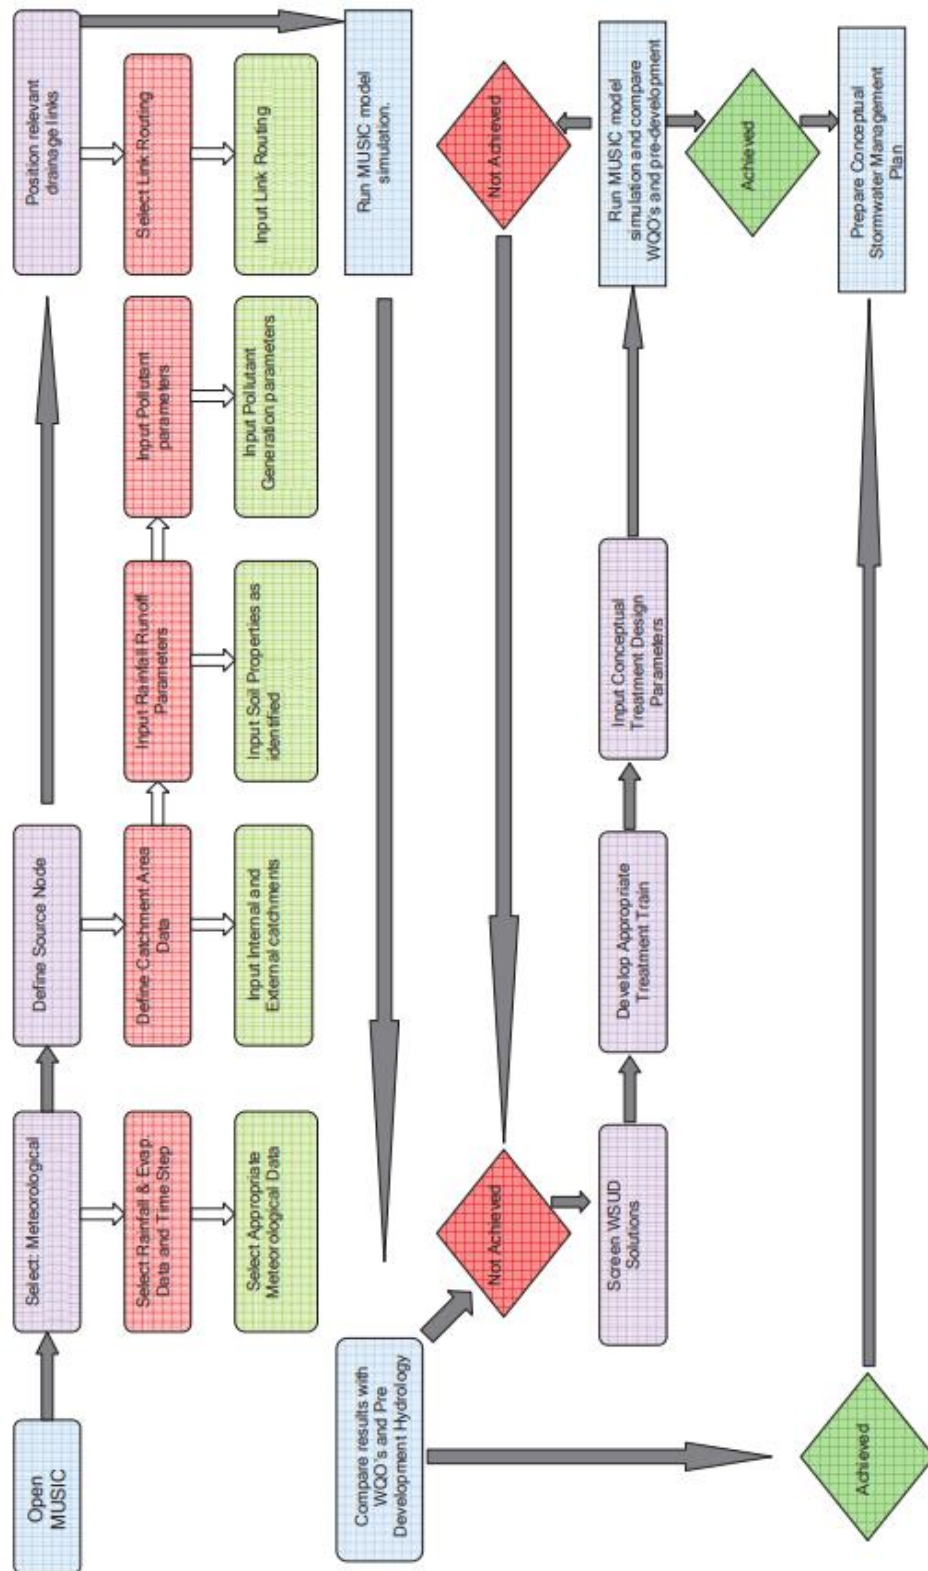 Open
MUSIC
Select: Meteorological
Define Source Node
Position relevant
drainage links
Select Rainfall & Evap.
Data and Time Step
Define Catchment Area
Data
Input Rainfall Runoff
Parameters
Input Pollutant
parameters
Select Link Routing
Select Appropriate
Meteorological Data
Input Internal and
External catchments
Input Soil Properties as
identified
Input Pollutant
Generation parameters
Input Link Routing
Run MUSIC model
simulation.
Compare results with
WQO's and Pre
Development Hydrology
Not Achieved
Not Achieved
Screen WSUD
Solutions
Develop Appropriate
Treatment Train
Input Conceptual
Treatment Design
Parameters
Run MUSIC model
simulation and compare
WQO's and pre-development
Achieved
Achieved
Prepare Conceptual
Stormwater Management
Plan